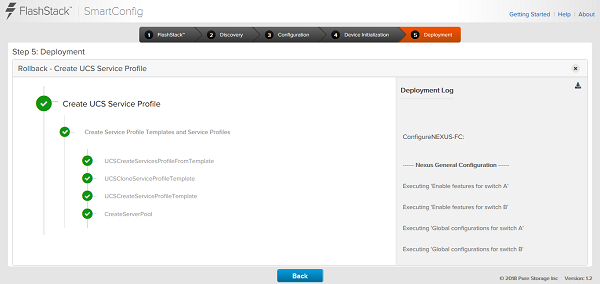 FlashStack™ SmartConfig
Getting Started | Help | About
1 FlashStack™ 2 Discovery 3 Configuration 4 Device Initialization 5 Deployment
Step 5: Deployment
Rollback - Create UCS Service Profile
Create UCS Service Profile
Create Service Profile Templates and Service Profiles
UCSCreateServicesProfileFromTemplate
UCSCloneServiceProfileTemplate
UCSCreateServiceProfileTemplate
CreateServerPool
Deployment Log
ConfigureNEXUS-FC:
------ Nexus General Configuration ------
Executing 'Enable features for switch A'
Executing 'Enable features for switch B'
Executing 'Global configurations for switch A'
Executing 'Global configurations for switch B'
Back
© 2018 Pure Storage Inc Version: 1.2